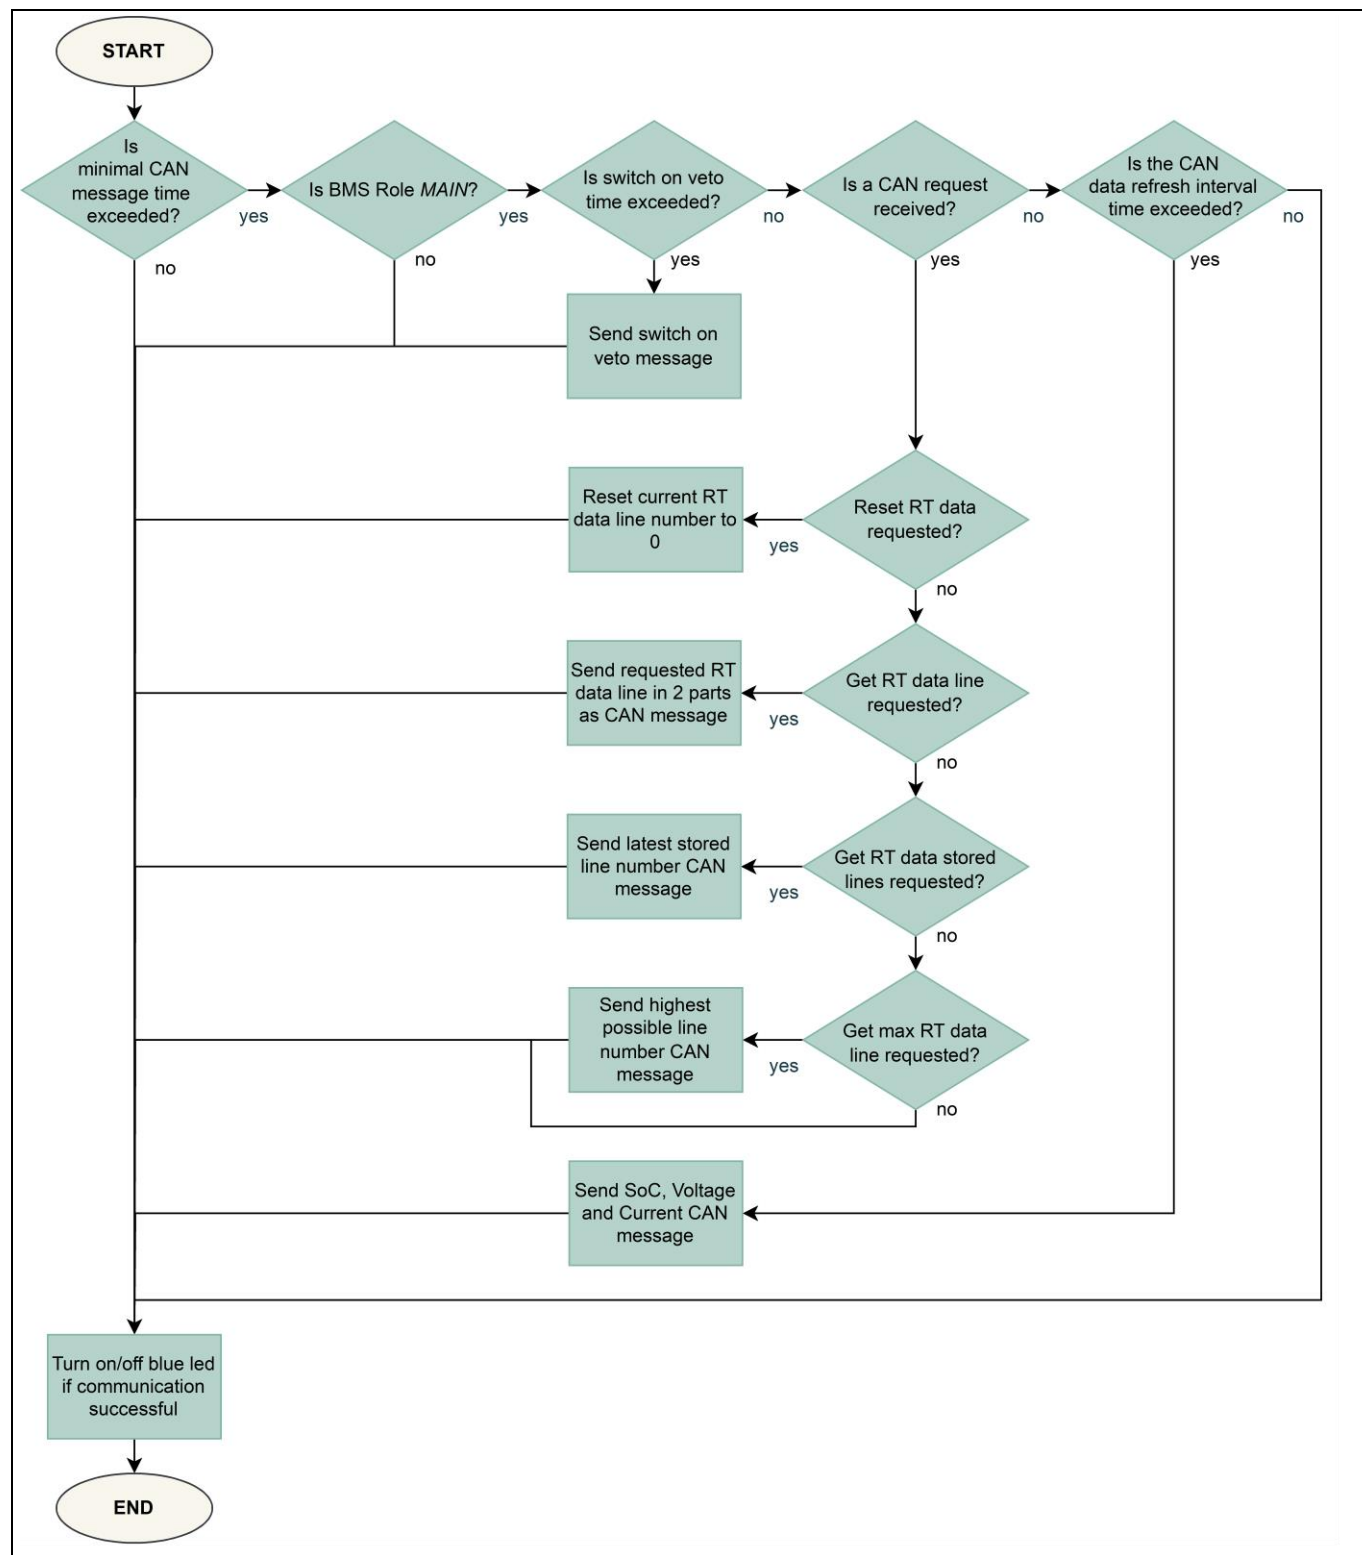 START
Is
minimal CAN
message time
exceeded?
yes
no
Is BMS Role MAIN?
yes
no
Is switch on veto
time exceeded?
no
yes
Is a CAN request
received?
no
yes
Is the CAN
data refresh interval
time exceeded?
no
yes
Send switch on
veto message
Reset current RT
data line number to
0
yes
Reset RT data
requested?
no
Send requested RT
data line in 2 parts
as CAN message
yes
Get RT data line
requested?
no
Send latest stored
line number CAN
message
yes
Get RT data stored
lines requested?
no
Send highest
possible line
number CAN
message
yes
Get max RT data
line requested?
no
Send SoC, Voltage
and Current CAN
message
Turn on/off blue led
if communication
successful
END